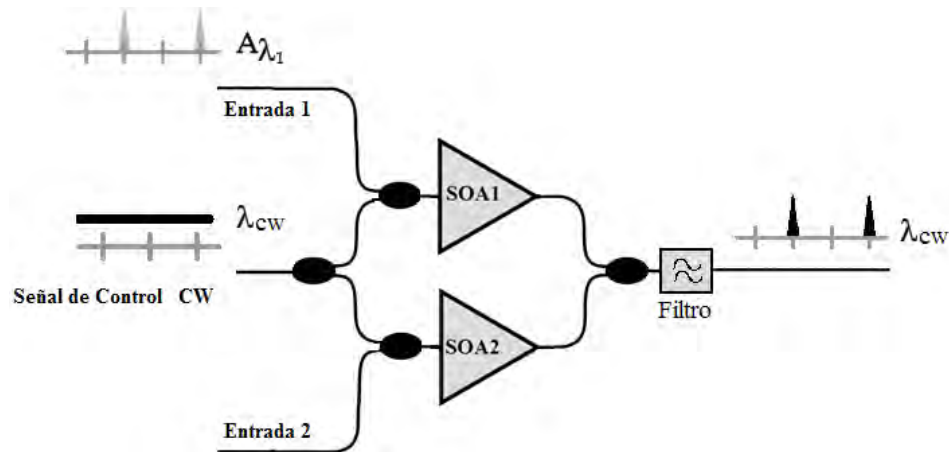 Aλ₁
Entrada 1
SOA1
λCW
λCW
Señal de Control CW
Filtro
SOA2
Entrada 2